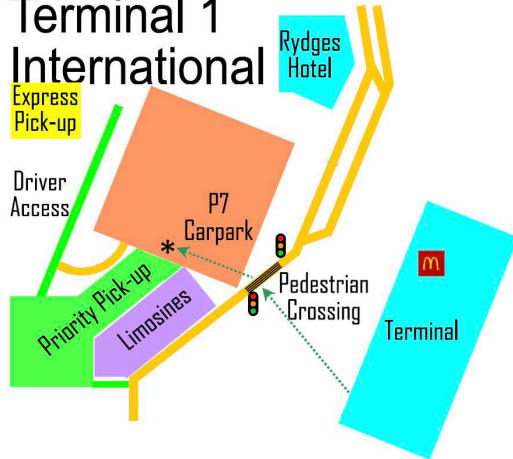 Terminal 1
International
Rydges
Hotel
Express
Pick-up
Driver
Access
P7
Carpark
*
Priority Pick-up
Limosines
Pedestrian
Crossing
Terminal